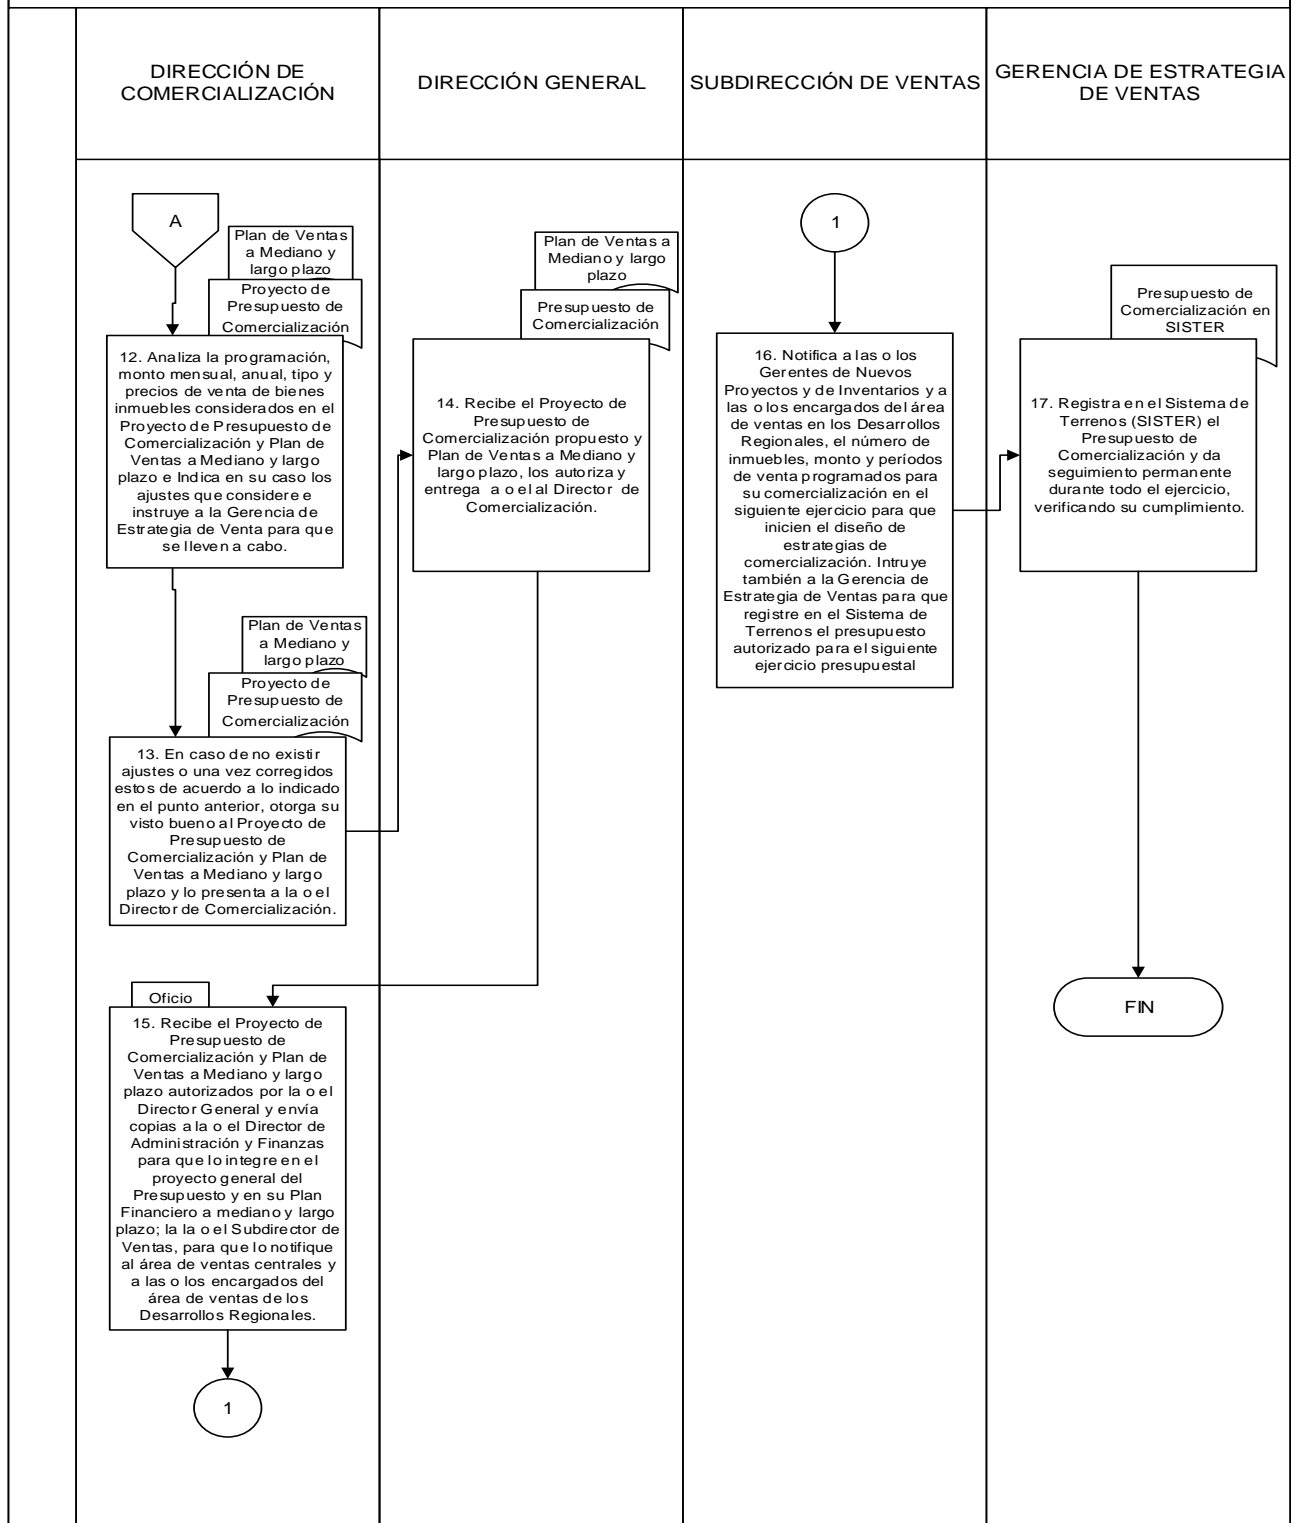 DIRECCIÓN DE
COMERCIALIZACIÓN
DIRECCIÓN GENERAL
SUBDIRECCIÓN DE VENTAS
GERENCIA DE ESTRATEGIA
DE VENTAS
A
Plan de Ventas
a Mediano y
largo plazo
Proyecto de
Presupuesto de
Comercialización
12. Analiza la programación,
monto mensual, anual, tipo y
precios de venta de bienes
inmuebles considerados en el
Proyecto de Presupuesto de
Comercialización y Plan de
Ventas a Mediano y largo
plazo e Indica en su caso los
ajustes que considere e
instruye a la Gerencia de
Estrategia de Venta para que
se lleven a cabo.
Plan de Ventas
a Mediano y
largo plazo
Proyecto de
Presupuesto de
Comercialización
13. En caso de no existir
ajustes o una vez corregidos
estos de acuerdo a lo indicado
en el punto anterior, otorga su
visto bueno al Proyecto de
Presupuesto de
Comercialización y Plan de
Ventas a Mediano y largo
plazo y lo presenta a la o el
Director de Comercialización.
Plan de Ventas a
Mediano y largo
plazo
Presupuesto de
Comercialización
14. Recibe el Proyecto de
Presupuesto de
Comercialización propuesto y
Plan de Ventas a Mediano y
largo plazo, los autoriza y
entrega a o el al Director de
Comercialización.
Oficio
15. Recibe el Proyecto de
Presupuesto de
Comercialización y Plan de
Ventas a Mediano y largo
plazo autorizados por la o el
Director General y envía
copias a la o el Director de
Administración y Finanzas
para que lo integre en el
proyecto general del
Presupuesto y en su Plan
Financiero a mediano y largo
plazo; la la o el Subdirector de
Ventas, para que lo notifique
al área de ventas centrales y
a las o los encargados del
área de ventas de los
Desarrollos Regionales.
1
1
16. Notifica a las o los
Gerentes de Nuevos
Proyectos y de Inventarios y a
las o los encargados del área
de ventas en los Desarrollos
Regionales, el número de
inmuebles, monto y períodos
de venta programados para
su comercialización en el
siguiente ejercicio para que
inicien el diseño de
estrategias de
comercialización. Intruye
también a la Gerencia de
Estrategia de Ventas para que
registre en el Sistema de
Terrenos el presupuesto
autorizado para el siguiente
ejercicio presupuestal
Presupuesto de
Comercialización en
SISTER
17. Registra en el Sistema de
Terrenos (SISTER) el
Presupuesto de
Comercialización y da
seguimiento permanente
durante todo el ejercicio,
verificando su cumplimiento.
FIN